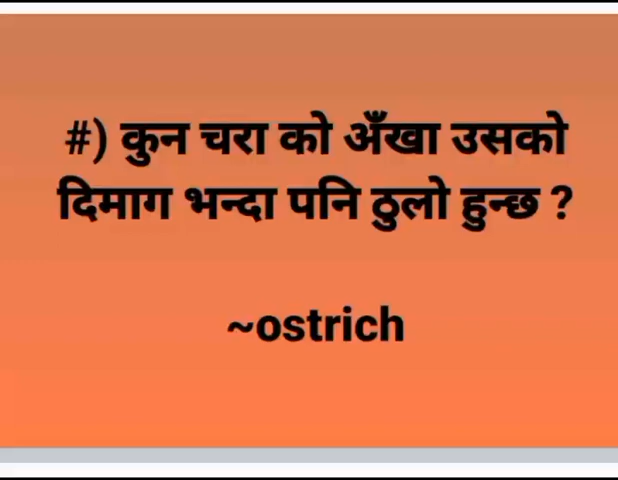 #) कुन चरा को अँखा उसको
दिमाग भन्दा पनि ठुलो हुन्छ ?
~ostrich